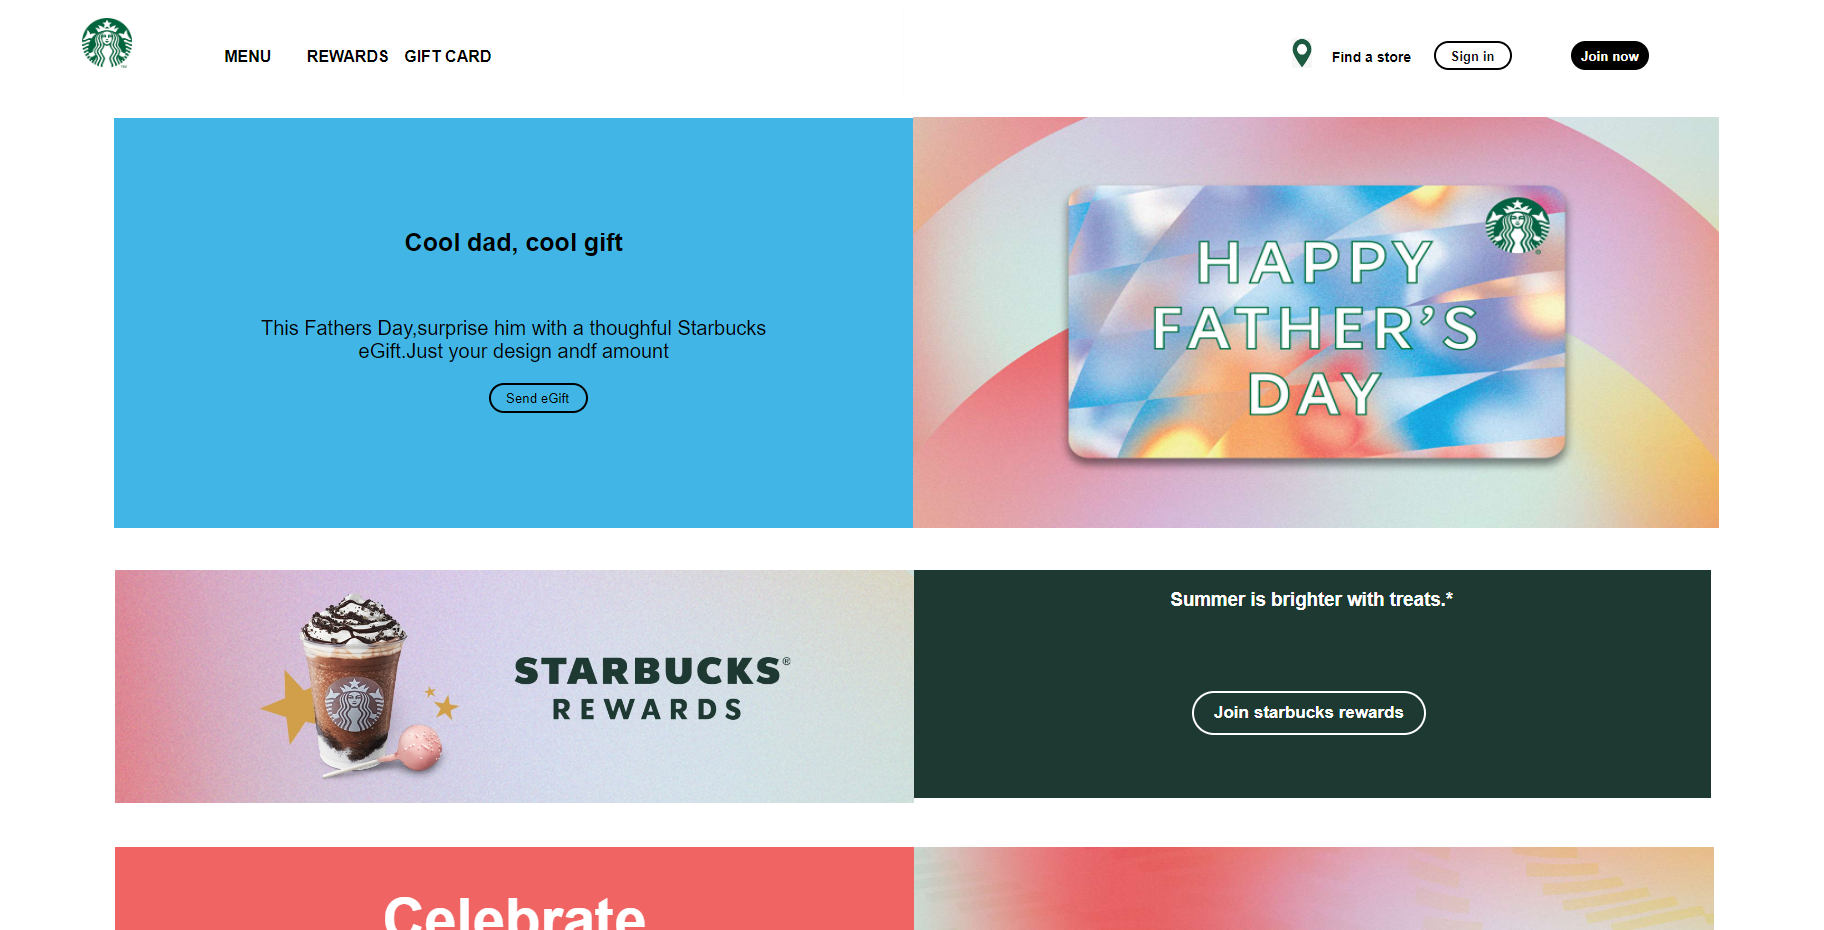 MENU REWARDS GIFT CARD Find a store Sign in Join now
Cool dad, cool gift
This Fathers Day,surprise him with a thoughful Starbucks
eGift.Just your design andf amount
Send eGift
HAPPY
FATHER'S
DAY
STARBUCKS®
REWARDS
Summer is brighter with treats.*
Join starbucks rewards
Celebrate